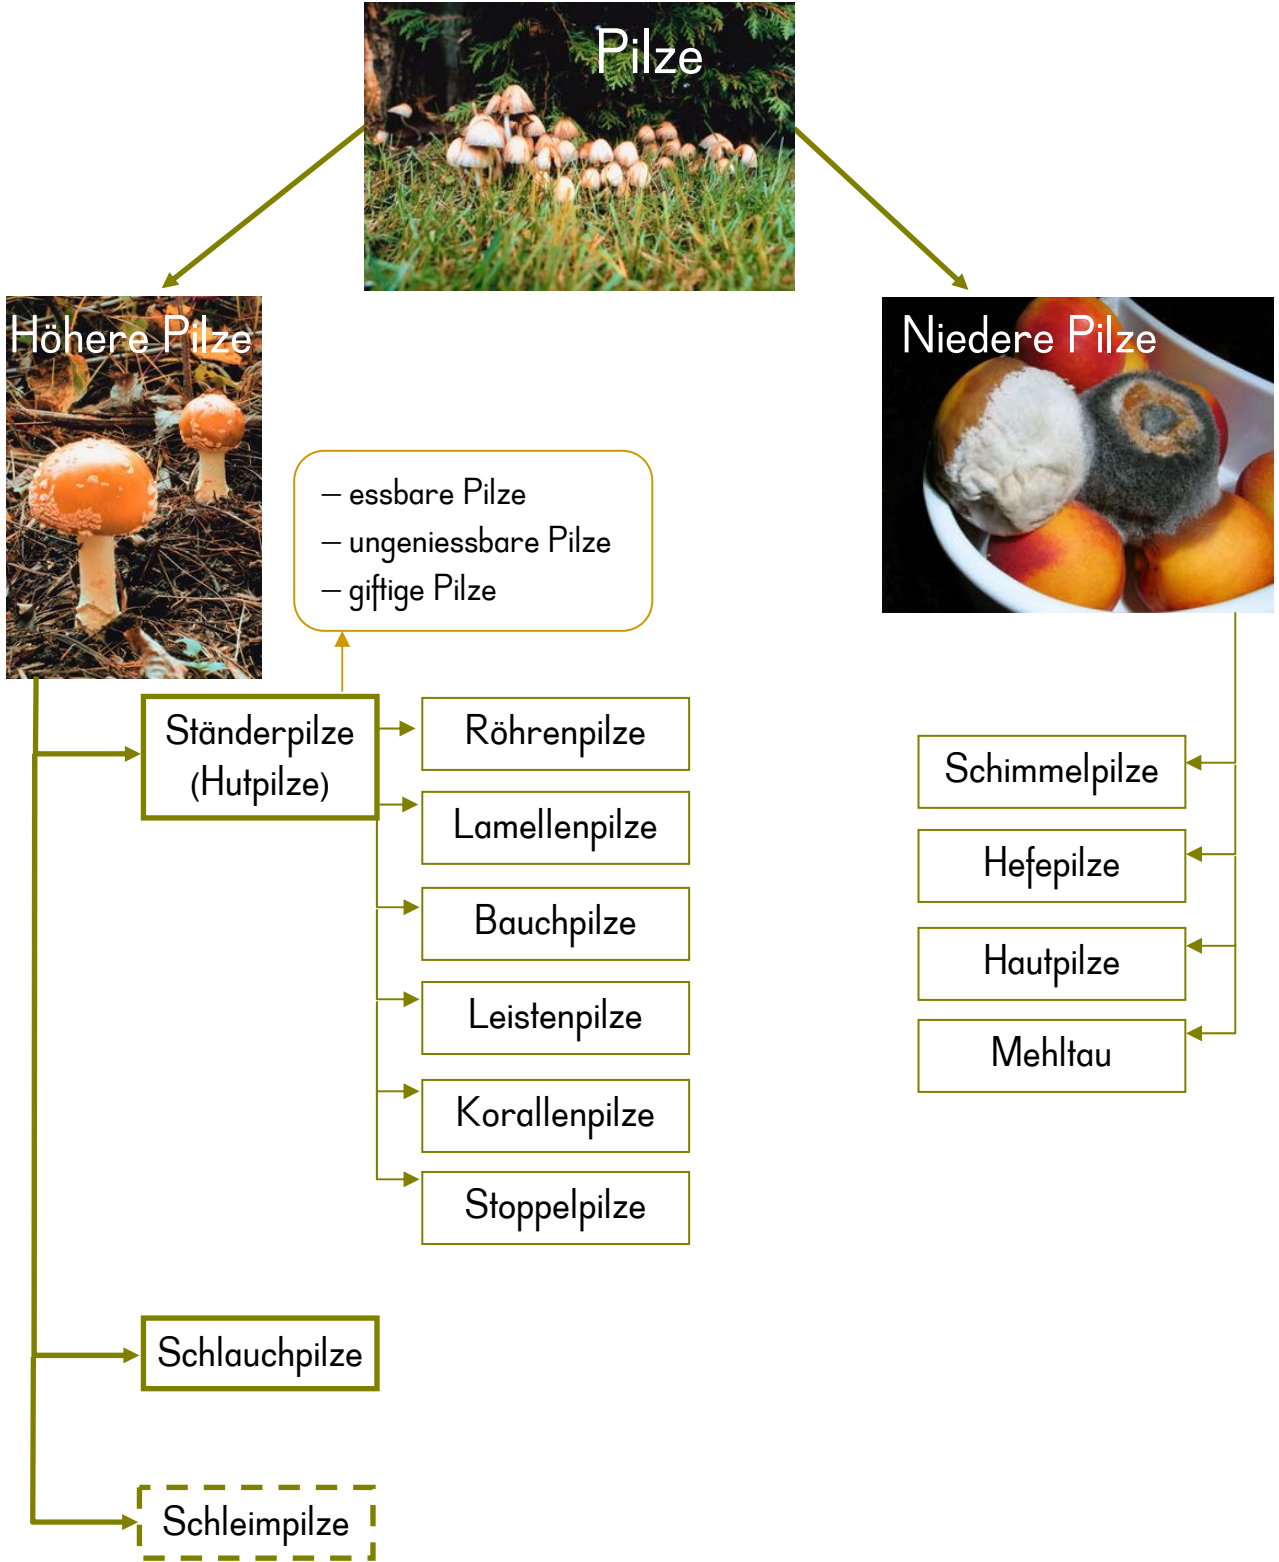 Pilze
Höhere Pilze
Niedere Pilze
– essbare Pilze
– ungeniessbare Pilze
– giftige Pilze
Ständerpilze
(Hutpilze)
Röhrenpilze
Lamellenpilze
Bauchpilze
Leistenpilze
Korallenpilze
Stoppelpilze
Schimmelpilze
Hefepilze
Hautpilze
Mehltau
Schlauchpilze
Schleimpilze